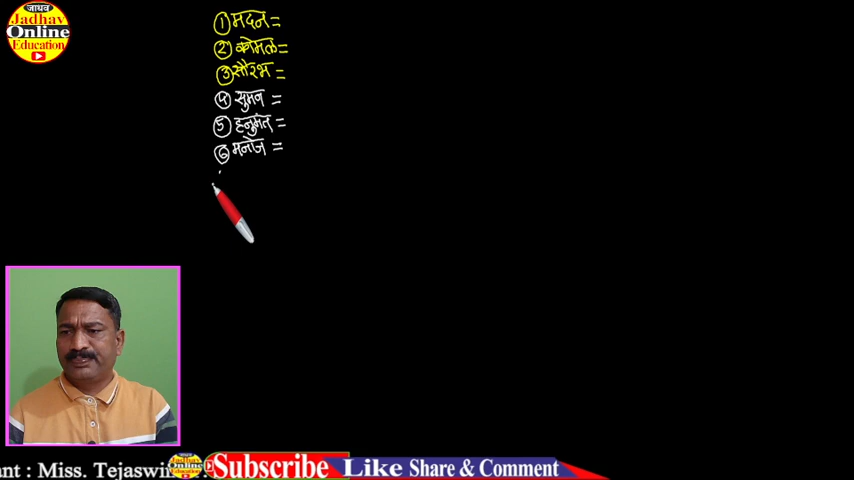 जाधव
Jadhav
Online
Education
① मदन =
② कोमल =
③ सौरभ =
④ सुमन =
⑤ हनुमंत =
⑥ मनोज =
ant : Miss. Tejaswin
Subscribe Like Share & Comment